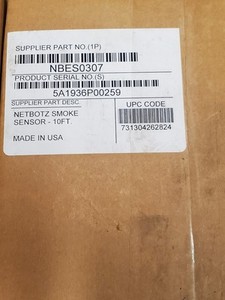 SUPPLIER PART NO.(1P)
NBES0307
PRODUCT SERIAL NO.(S)
5A1936P00259
SUPPLIER PART DESC.
UPC CODE
NETBOTZ SMOKE
SENSOR - 10FT.
731304262824
MADE IN USA